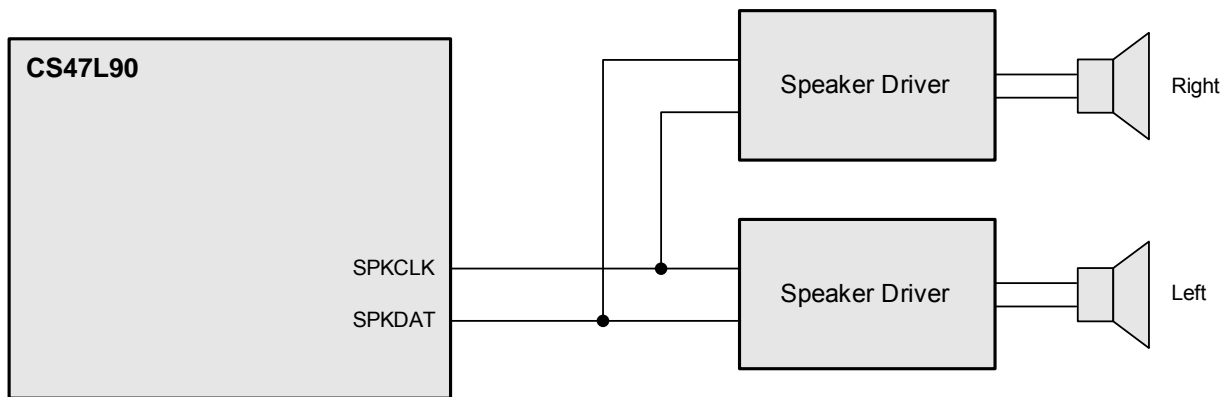 CS47L90
Speaker Driver
Right
SPKCLK
SPKDAT
Speaker Driver
Left